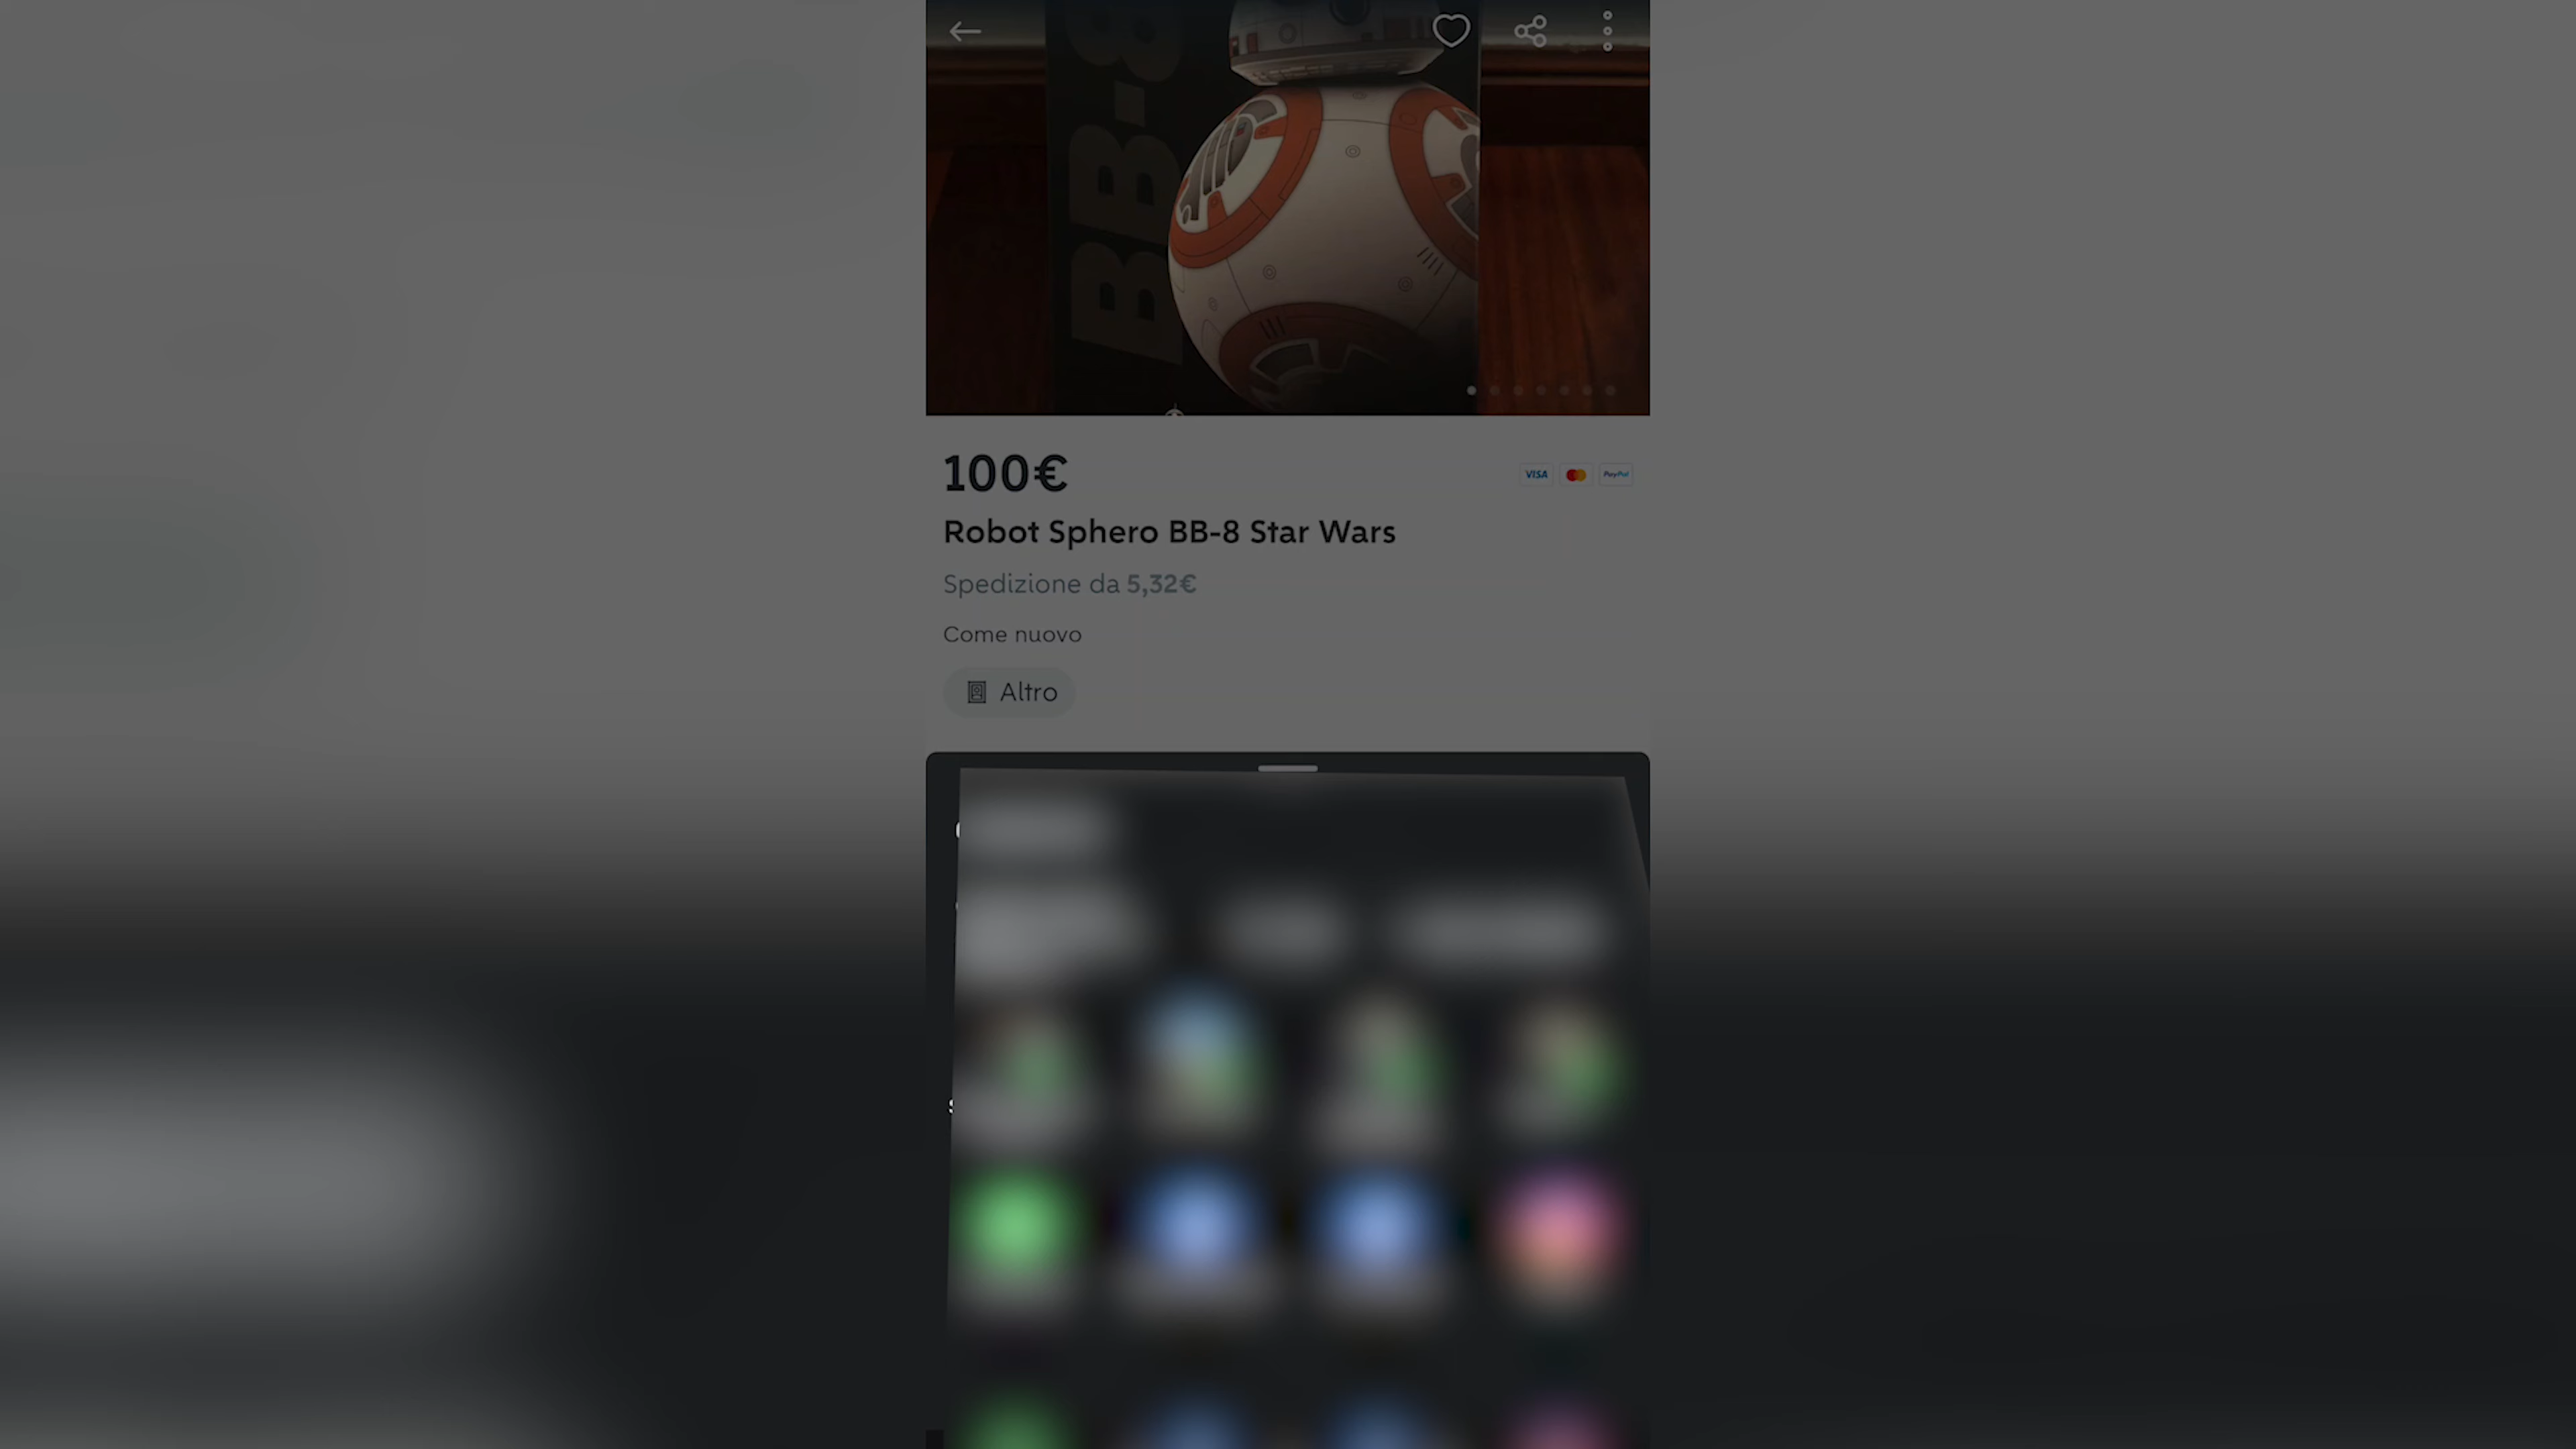 BB-8
100€
VISA PayPal
Robot Sphero BB-8 Star Wars
Spedizione da 5,32€
Come nuovo
Altro